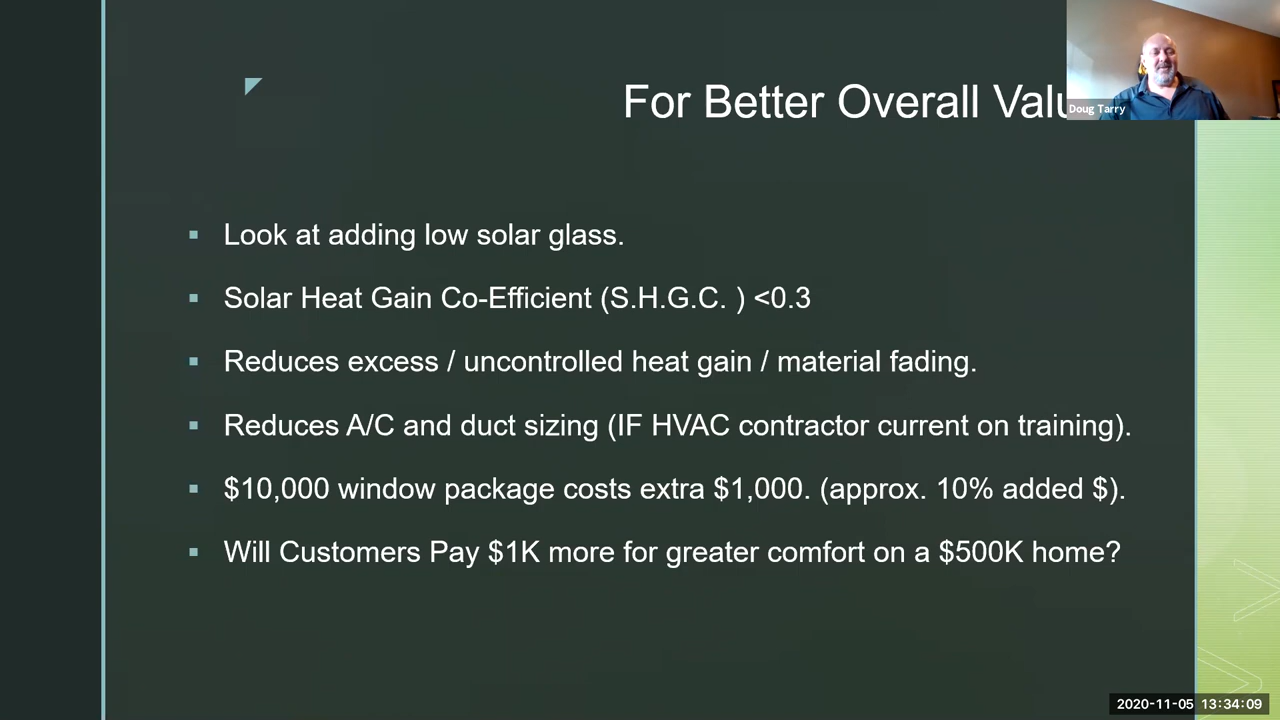 For Better Overall Valu
Doug Tarry
Look at adding low solar glass.
Solar Heat Gain Co-Efficient (S.H.G.C. ) <0.3
Reduces excess / uncontrolled heat gain / material fading.
Reduces A/C and duct sizing (IF HVAC contractor current on training).
$10,000 window package costs extra $1,000. (approx. 10% added $).
Will Customers Pay $1K more for greater comfort on a $500K home?
2020-11-05 13:34:09